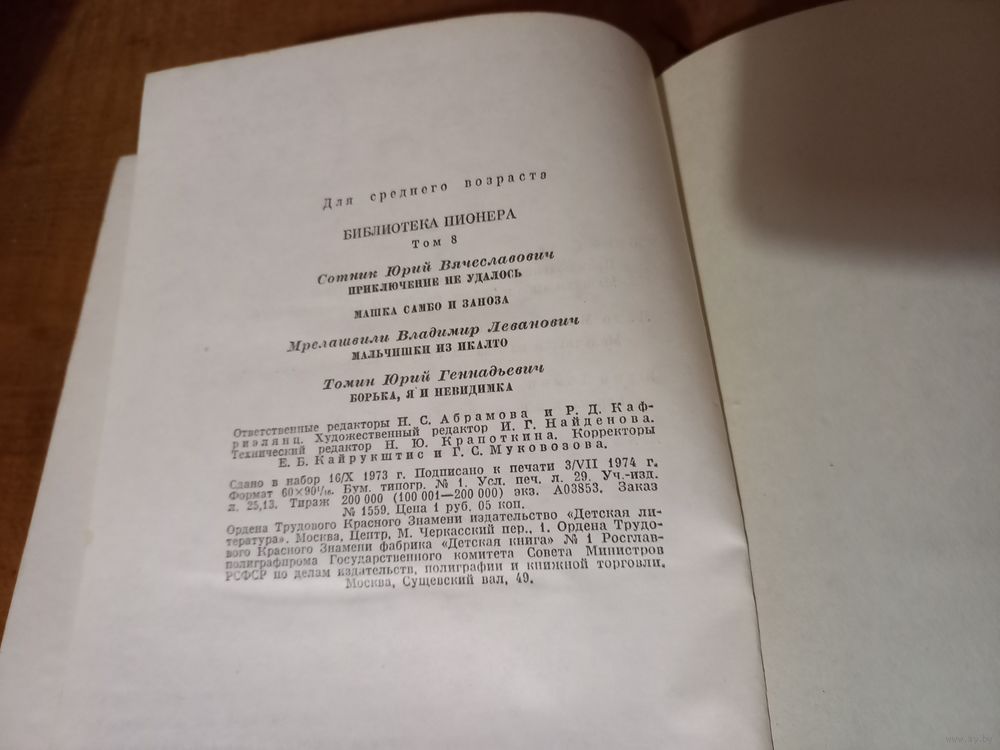 Для среднего возраста
БИБЛИОТЕКА ПИОНЕРА
Том 8
Сотник Юрий Вячеславович
ПРИКЛЮЧЕНИЕ НЕ УДАЛОСЬ
МАШКА САМБО И ЗАНОЗА
Мрелашвили Владимир Леванович
МАЛЬЧИШКИ ИЗ ИКАЛТО
Томин Юрий Геннадьевич
БОРЬКА, Я И НЕВИДИМКА
Ответственные редакторы Н. С. Абрамова и Р. Д. Каф-
риэлянц. Художественный редактор И. Г. Найденова.
Технический редактор Н. Ю. Крапоткина. Корректоры
Е. Б. Кайрукштис и Г. С. Муковозова.
Сдано в набор 16/X 1973 г. Подписано к печати 3/VII 1974 г.
Формат 60×90¹/₁₆. Бум. типогр. № 1. Усл. печ. л. 29. Уч.-изд.
л. 25,13. Тираж 200 000 (100 001—200 000) экз. А03853. Заказ
№ 1559. Цена 1 руб. 05 коп.
Ордена Трудового Красного Знамени издательство «Детская ли-
тература». Москва, Центр, М. Черкасский пер., 1. Ордена Трудо-
вого Красного Знамени фабрика «Детская книга» № 1 Росглав-
полиграфпрома Государственного комитета Совета Министров
РСФСР по делам издательств, полиграфии и книжной торговли.
Москва, Сущевский вал, 49.
www.ay.by